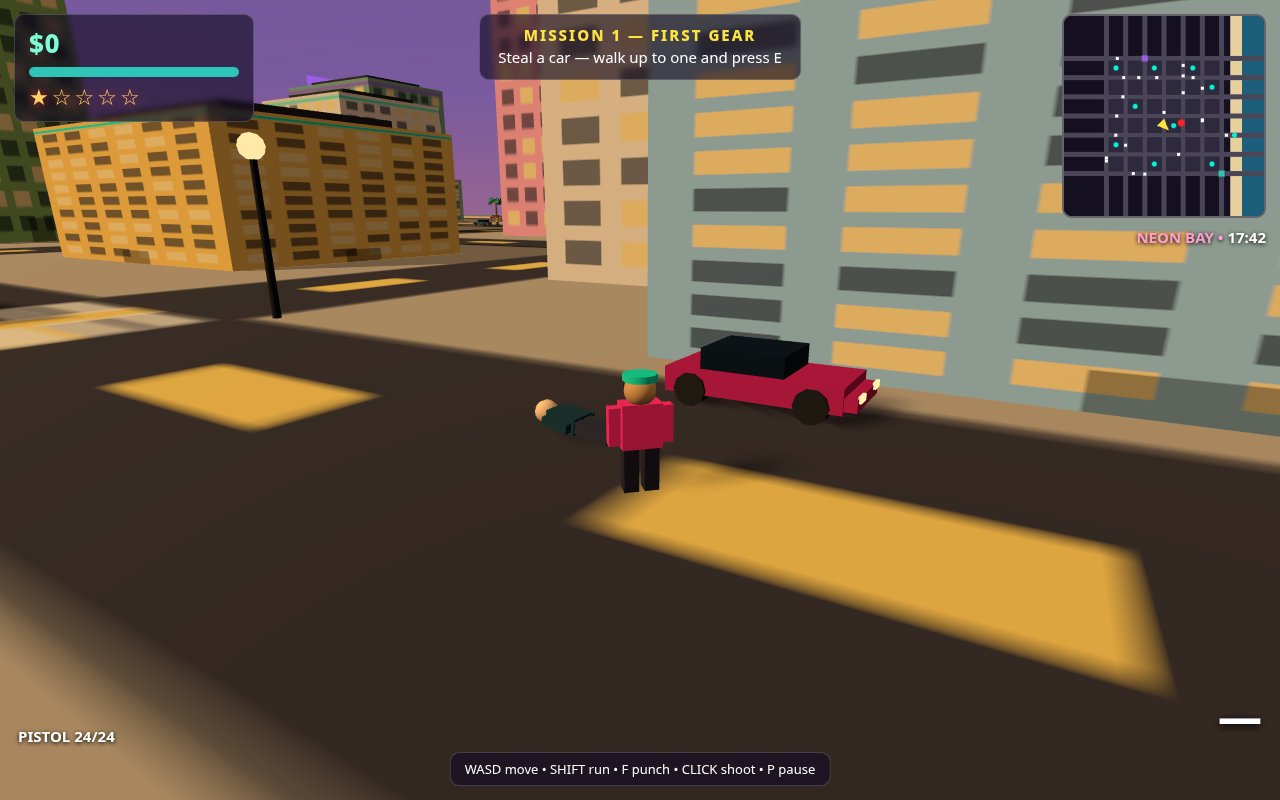 $0
★☆☆☆☆
MISSION 1 — FIRST GEAR
Steal a car — walk up to one and press E
NEON BAY • 17:42
PISTOL 24/24
WASD move • SHIFT run • F punch • CLICK shoot • P pause